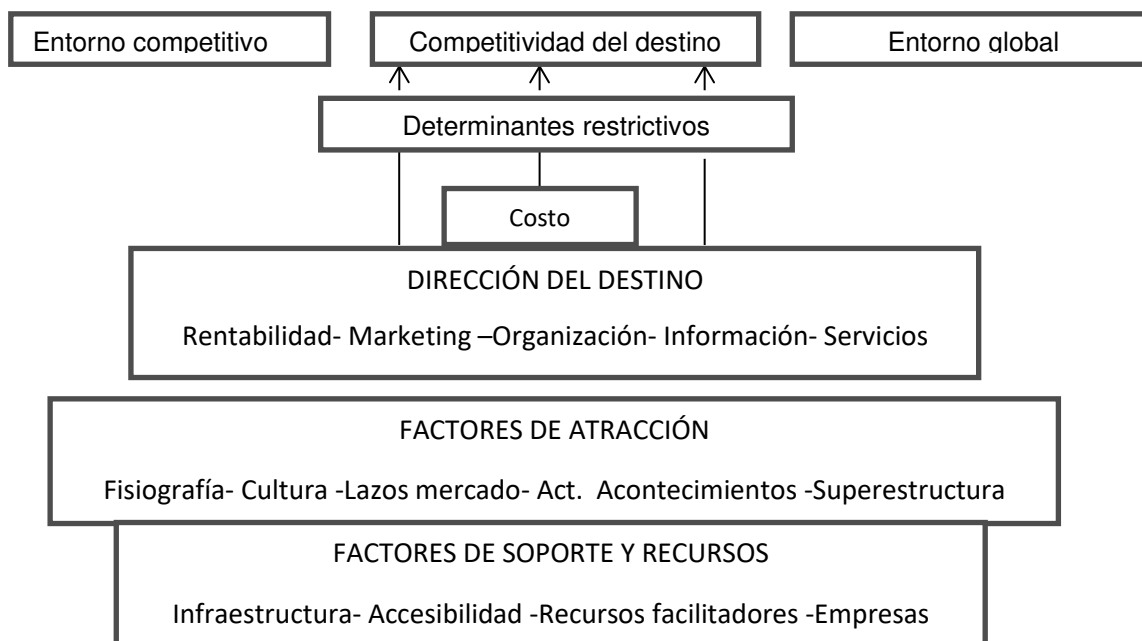 Entorno competitivo
Competitividad del destino
Entorno global
Determinantes restrictivos
Costo
DIRECCIÓN DEL DESTINO
Rentabilidad- Marketing –Organización- Información- Servicios
FACTORES DE ATRACCIÓN
Fisiografía- Cultura -Lazos mercado- Act.  Acontecimientos -Superestructura
FACTORES DE SOPORTE Y RECURSOS
Infraestructura- Accesibilidad -Recursos facilitadores -Empresas